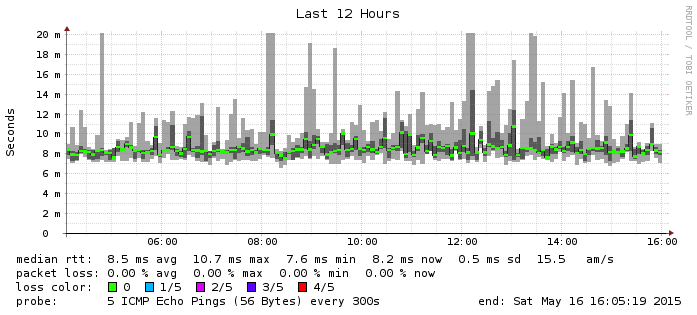 Last 12 Hours
RRDTOOL / TOBI OETIKER
Seconds
20 m
18 m
16 m
14 m
12 m
10 m
8 m
6 m
4 m
2 m
0
06:00 08:00 10:00 12:00 14:00 16:00
median rtt: 8.5 ms avg 10.7 ms max 7.6 ms min 8.2 ms now 0.5 ms sd 15.5 am/s
packet loss: 0.00 % avg 0.00 % max 0.00 % min 0.00 % now
loss color: 0 1/5 2/5 3/5 4/5
probe: 5 ICMP Echo Pings (56 Bytes) every 300s end: Sat May 16 16:05:19 2015